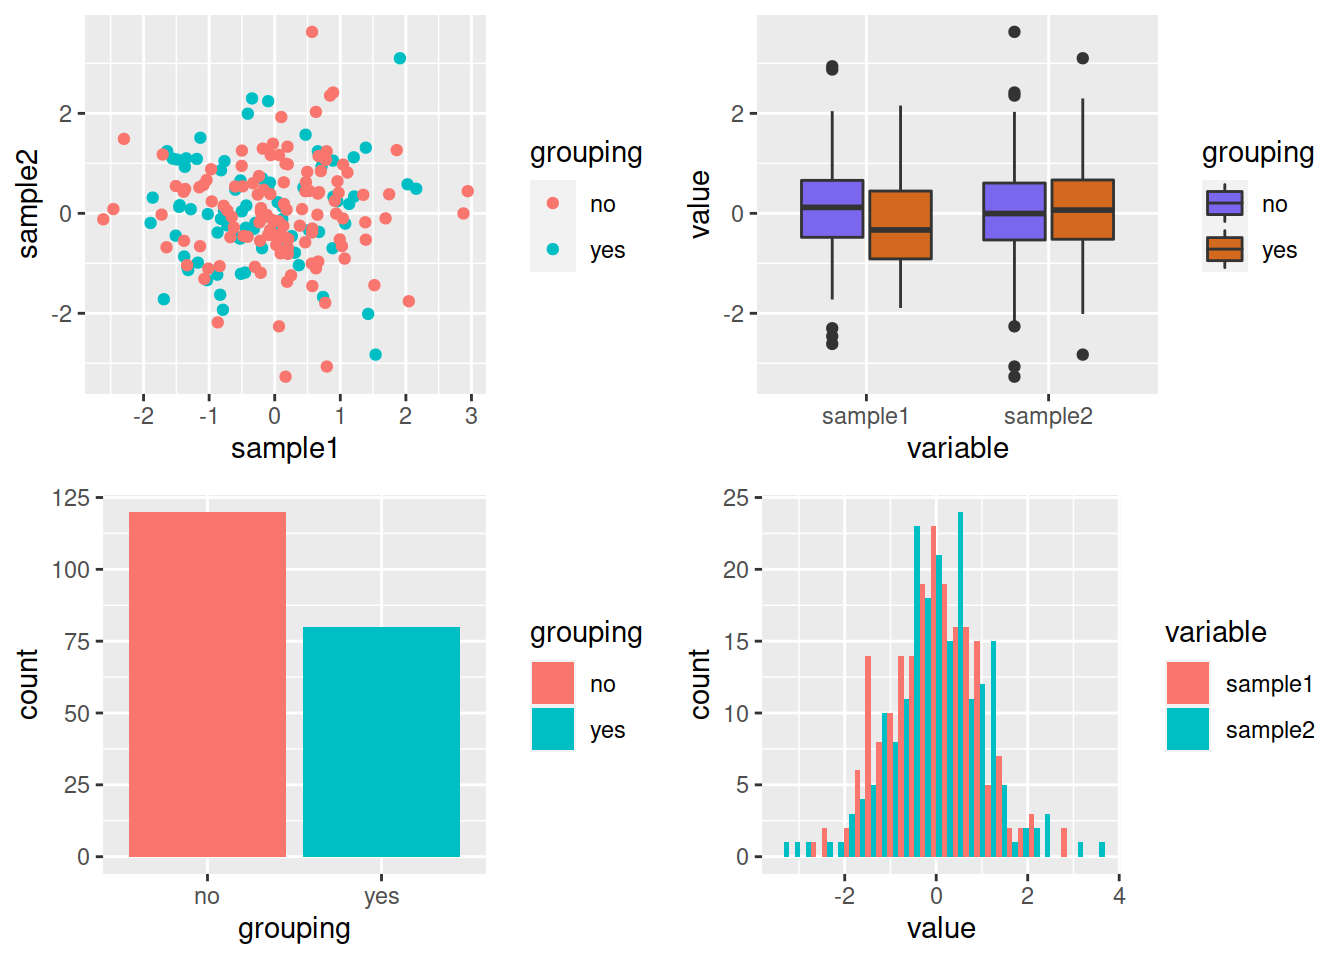 2
0
-2
sample2
-2
-1
0
1
2
3
sample1
grouping
no
yes
2
0
-2
value
sample1
sample2
variable
grouping
no
yes
125
100
75
50
25
0
count
no
yes
grouping
grouping
no
yes
25
20
15
10
5
0
count
-2
0
2
4
value
variable
sample1
sample2